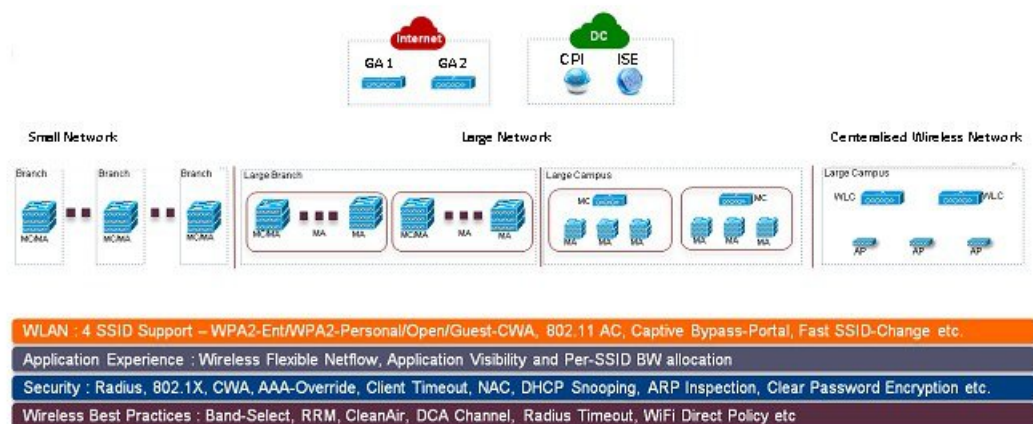 Internet
DC
GA 1
GA 2
CPI
ISE
Small Network
Large Network
Centeralised Wireless Network
Branch
Branch
Branch
Large Branch
Large Campus
Large Campus
MC/MA
MC/MA
MC/MA
MC/MA
MA
MA
MC/MA
MA
MA
MC
MA
MA
MA
MC
MA
MA
MA
WLC
WLC
AP
AP
AP
WLAN : 4 SSID Support – WPA2-Ent/WPA2-Personal/Open/Guest-CWA, 802.11 AC, Captive Bypass-Portal, Fast SSID-Change etc.
Application Experience : Wireless Flexible Netflow, Application Visibility and Per-SSID BW allocation
Security : Radius, 802.1X, CWA, AAA-Override, Client Timeout, NAC, DHCP Snooping, ARP Inspection, Clear Password Encryption etc.
Wireless Best Practices : Band-Select, RRM, CleanAir, DCA Channel, Radius Timeout, WiFi Direct Policy etc